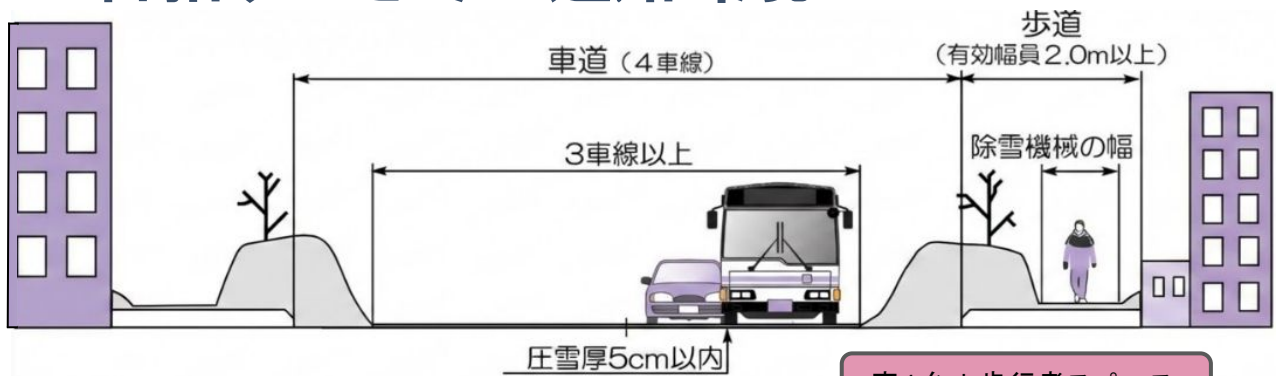 歩道
(有効幅員2.0m以上)
車道(4車線)
3車線以上
除雪機械の幅
圧雪厚5cm以内